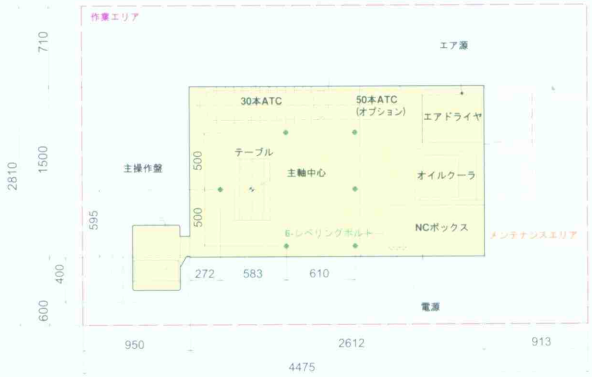 作業エリア
エア源
710
30本ATC
50本ATC
(オプション)
エアドライヤ
テーブル
500
1500
主操作盤
主軸中心
オイルクーラ
2810
595
500
6-レベリングボルト
NCボックス
メンテナンスエリア
400
272
583
610
600
電源
950
2612
913
4475